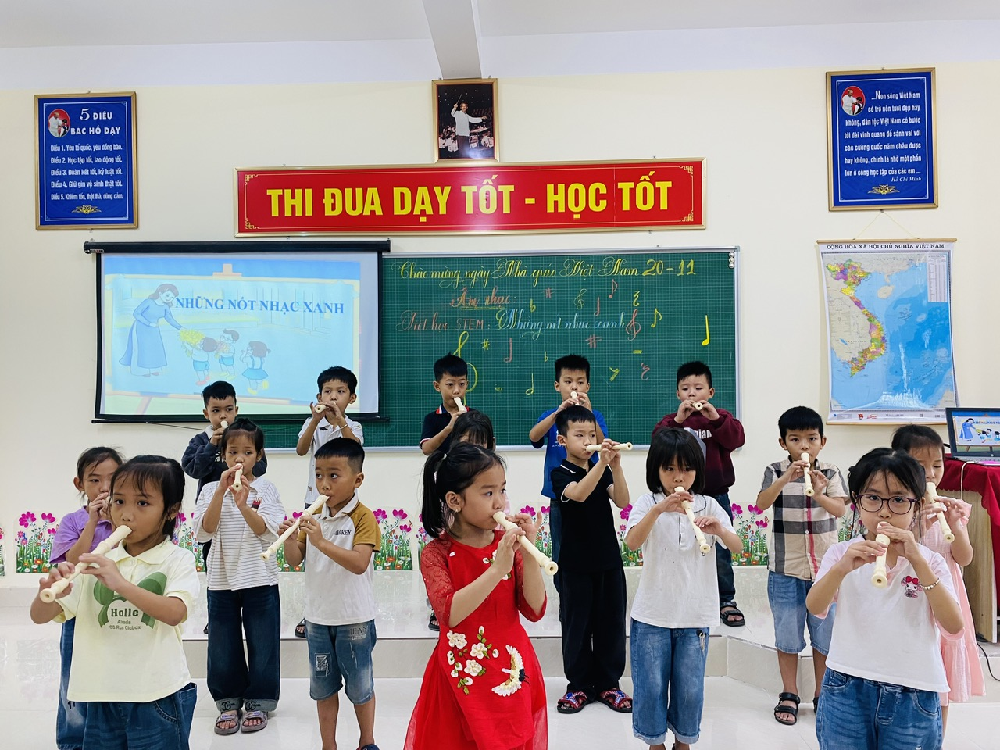 5 ĐIỀU
BÁC HỒ DẠY
Điều 1. Yêu tổ quốc, yêu đồng bào.
Điều 2. Học tập tốt, lao động tốt.
Điều 3. Đoàn kết tốt, kỷ luật tốt.
Điều 4. Giữ gìn vệ sinh thật tốt.
Điều 5. Khiêm tốn, thật thà, dũng cảm.
THI ĐUA DẠY TỐT - HỌC TỐT
...Non sông Việt Nam
có trở nên tươi đẹp hay
không, dân tộc Việt Nam có bước
tới đài vinh quang để sánh vai với
các cường quốc năm châu được
hay không, chính là nhờ một phần
lớn ở công học tập của các em ...
Hồ Chí Minh
NHỮNG NỐT NHẠC XANH
Chào mừng ngày Nhà giáo Việt Nam 20-11
Âm nhạc:
Tiết học STEM: Những nốt nhạc xanh
CỘNG HÒA XÃ HỘI CHỦ NGHĨA VIỆT NAM
NHỮNG NỐT NHẠC XANH
Holle